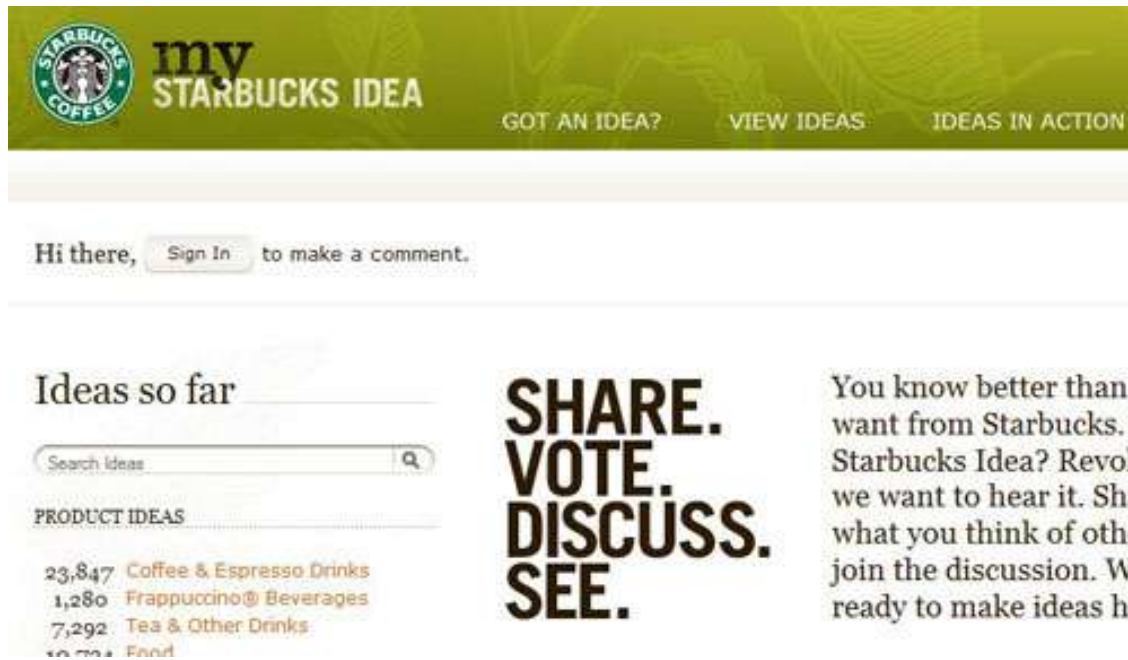 STARBUCKS COFFEE
my
STARBUCKS IDEA
GOT AN IDEA? VIEW IDEAS IDEAS IN ACTION
Hi there, Sign In to make a comment.
Ideas so far
Search Ideas
PRODUCT IDEAS
23,847 Coffee & Espresso Drinks
1,280 Frappuccino® Beverages
7,292 Tea & Other Drinks
10,734 Food
SHARE.
VOTE.
DISCUSS.
SEE.
You know better than
want from Starbucks.
Starbucks Idea? Revol
we want to hear it. Sh
what you think of oth
join the discussion. W
ready to make ideas h